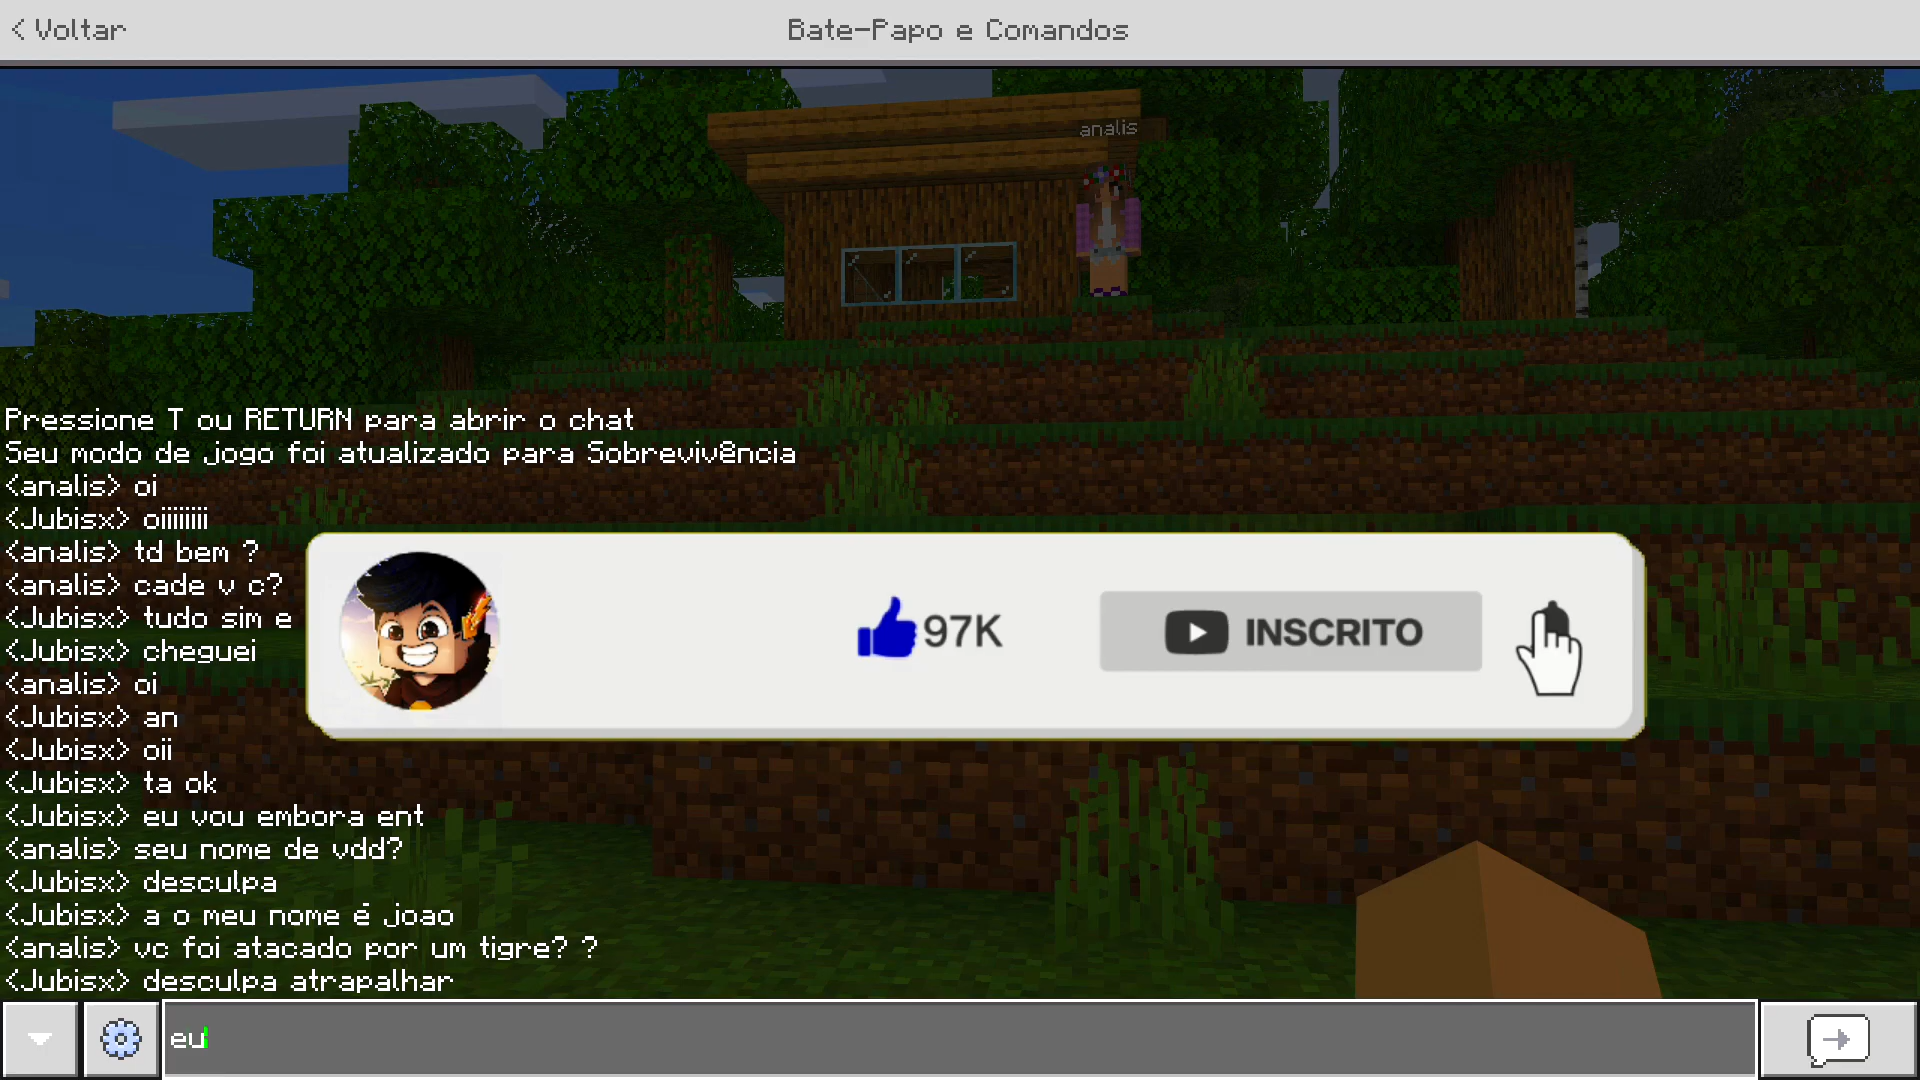 < Voltar
Bate-Papo e Comandos
analis
Pressione T ou RETURN para abrir o chat
Seu modo de jogo foi atualizado para Sobrevivência
<analis> oi
<Jubisx> oiiiiiiii
<analis> td bem ?
<analis> cade v c?
<Jubisx> tudo sim e
<Jubisx> cheguei
<analis> oi
<Jubisx> an
<Jubisx> oii
<Jubisx> ta ok
<Jubisx> eu vou embora ent
<analis> seu nome de vdd?
<Jubisx> desculpa
<Jubisx> a o meu nome é joao
<analis> vc foi atacado por um tigre? ?
<Jubisx> desculpa atrapalhar
97K
INSCRITO
eu